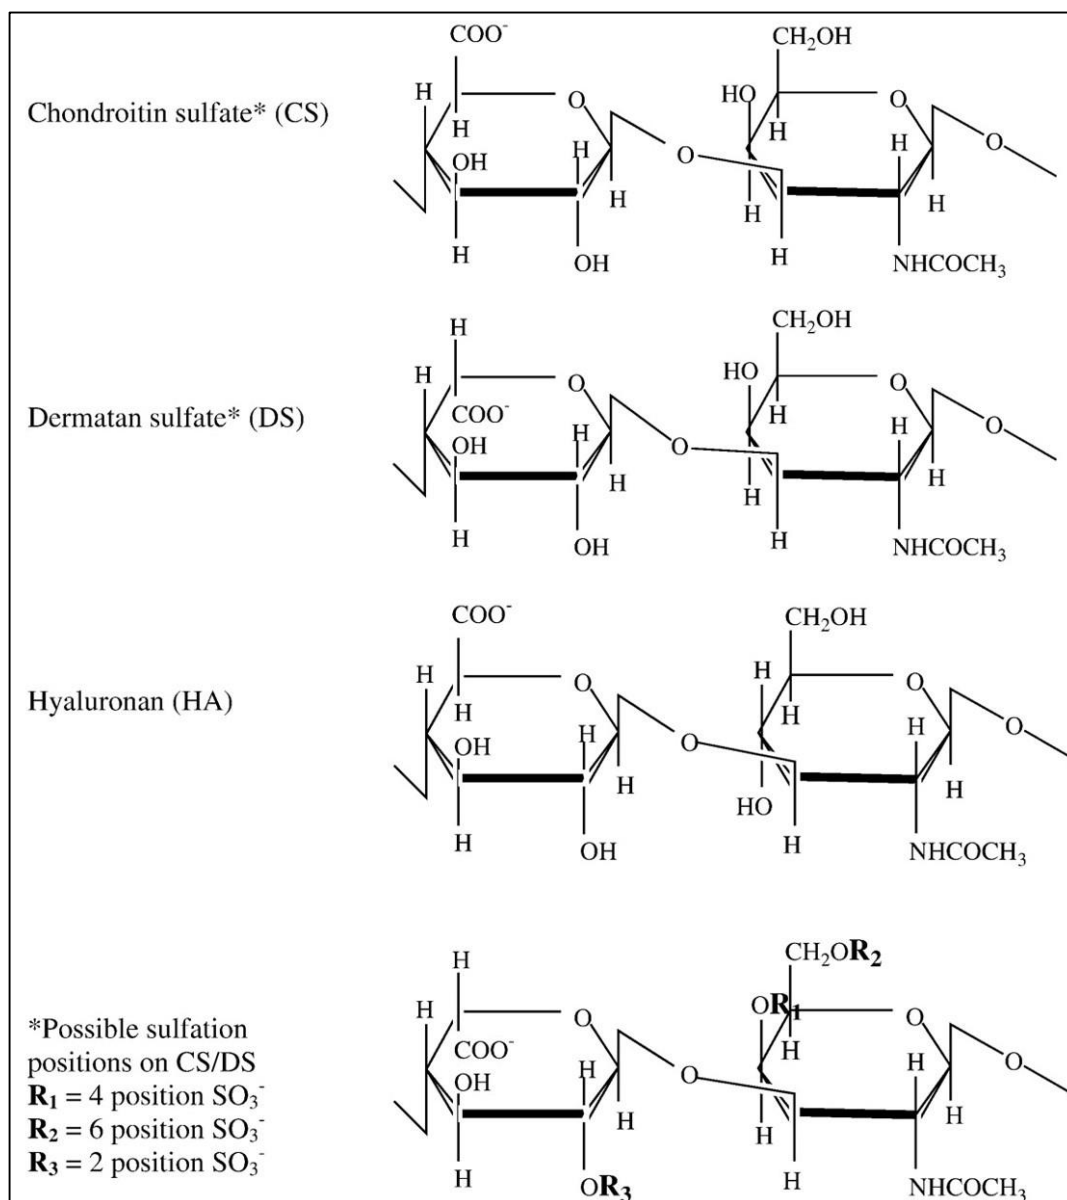 COO⁻
CH₂OH
Chondroitin sulfate* (CS)
H
O
HO
O
H
H
H
H
O
OH
O
H
H
H
H
H
OH
NHCOCH₃
H
CH₂OH
H
O
HO
O
Dermatan sulfate* (DS)
COO⁻
H
H
H
O
OH
O
H
H
H
H
H
OH
NHCOCH₃
COO⁻
CH₂OH
H
O
H
O
Hyaluronan (HA)
H
H
H
H
O
OH
O
H
H
HO
H
H
OH
NHCOCH₃
H
CH₂OR₂
H
O
OR₁
O
*Possible sulfation
positions on CS/DS
COO⁻
H
H
H
O
R₁ = 4 position SO₃⁻
OH
O
H
H
R₂ = 6 position SO₃⁻
H
R₃ = 2 position SO₃⁻
H
OR₃
H
NHCOCH₃